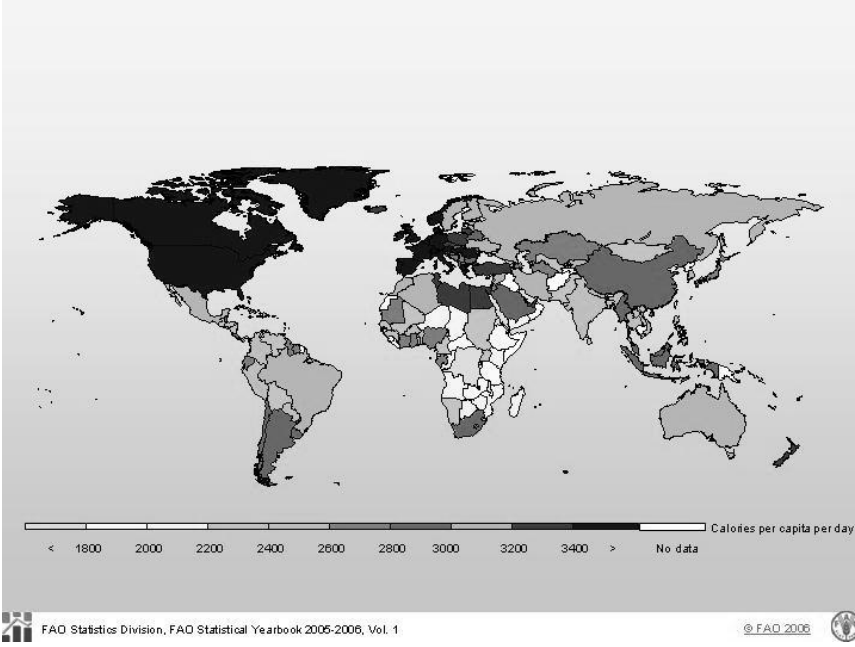 Calories per capita per day
< 1800 2000 2200 2400 2600 2800 3000 3200 3400 > No data
FAO Statistics Division, FAO Statistical Yearbook 2005-2006, Vol. 1
© FAO 2006